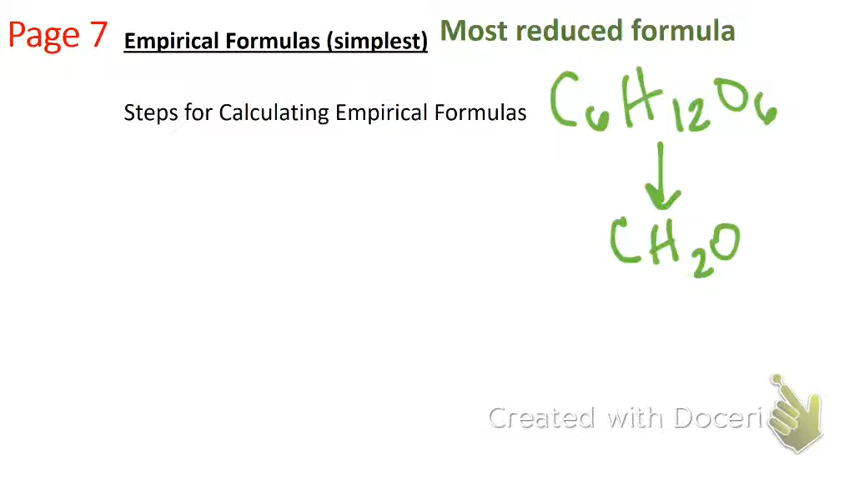 Page 7 Empirical Formulas (simplest) Most reduced formula
Steps for Calculating Empirical Formulas C₆H₁₂O₆
CH₂O
Created with Doceri